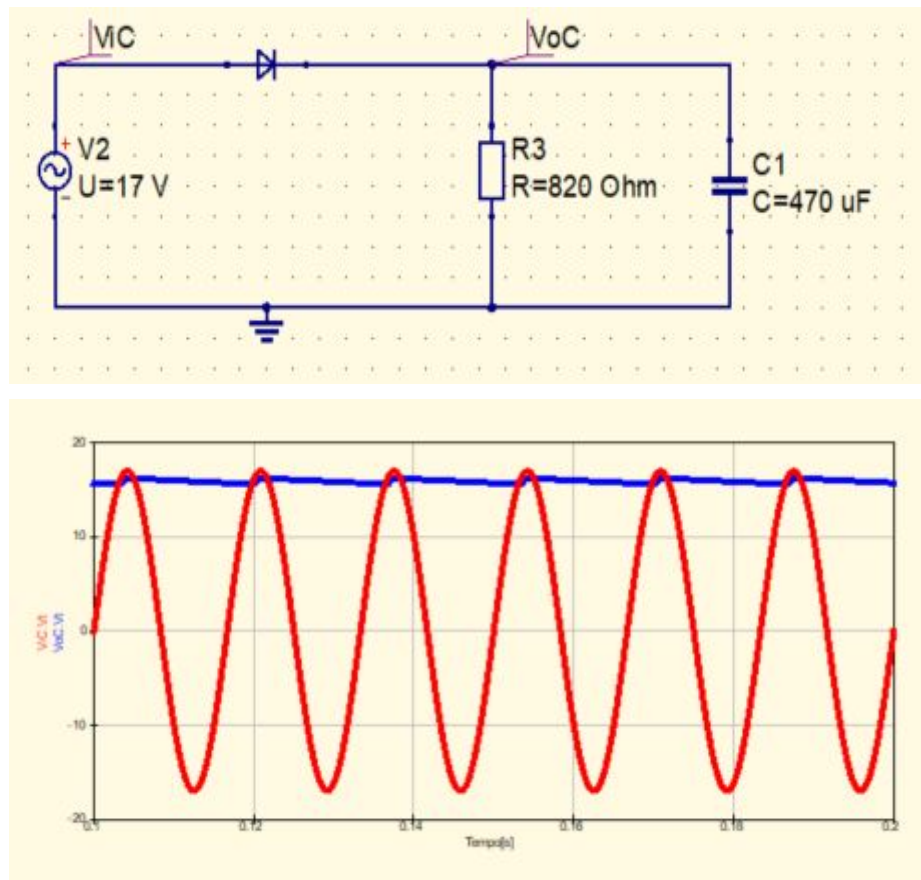 ViC
VoC
V2
U=17 V
R3
R=820 Ohm
C1
C=470 uF
20
10
0
-10
-20
ViC.Vt
VoC.Vt
0.1
0.12
0.14
0.16
0.18
0.2
Tempo[s]